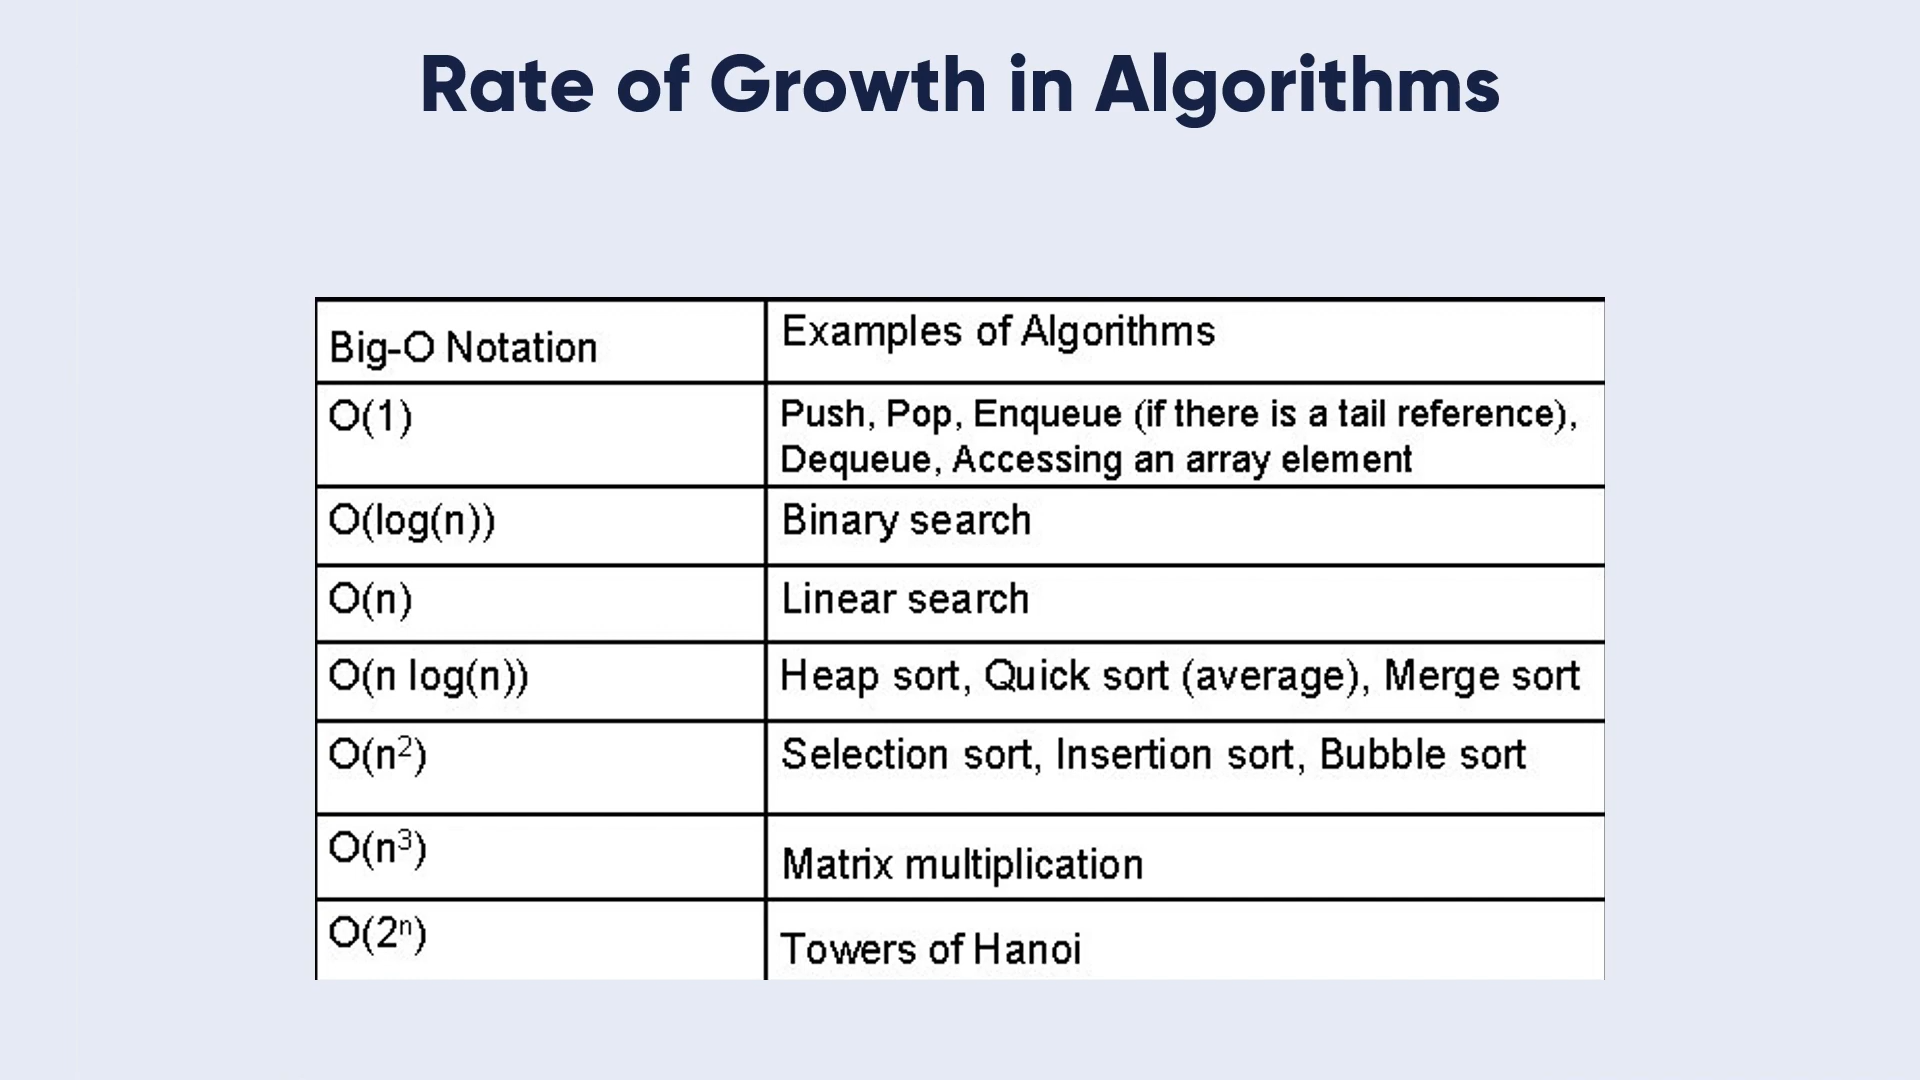 Rate of Growth in Algorithms
Big-O Notation
Examples of Algorithms
O(1)
Push, Pop, Enqueue (if there is a tail reference),
Dequeue, Accessing an array element
O(log(n))
Binary search
O(n)
Linear search
O(n log(n))
Heap sort, Quick sort (average), Merge sort
O(n²)
Selection sort, Insertion sort, Bubble sort
O(n³)
Matrix multiplication
O(2ⁿ)
Towers of Hanoi